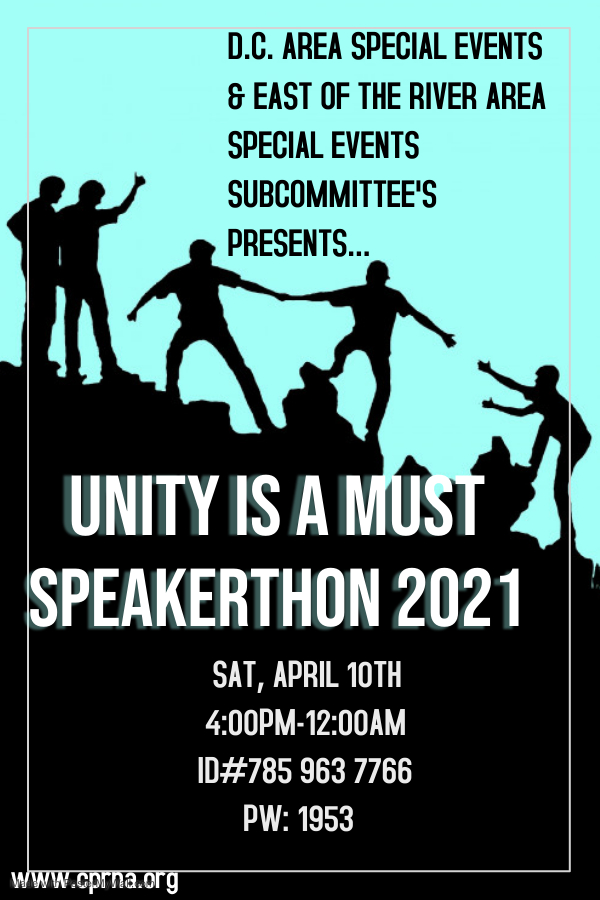 D.C. AREA SPECIAL EVENTS
& EAST OF THE RIVER AREA
SPECIAL EVENTS
SUBCOMMITTEE'S
PRESENTS...
UNITY IS A MUST
SPEAKERTHON 2021
SAT, APRIL 10TH
4:00PM-12:00AM
ID#785 963 7766
PW: 1953
www.cprna.org